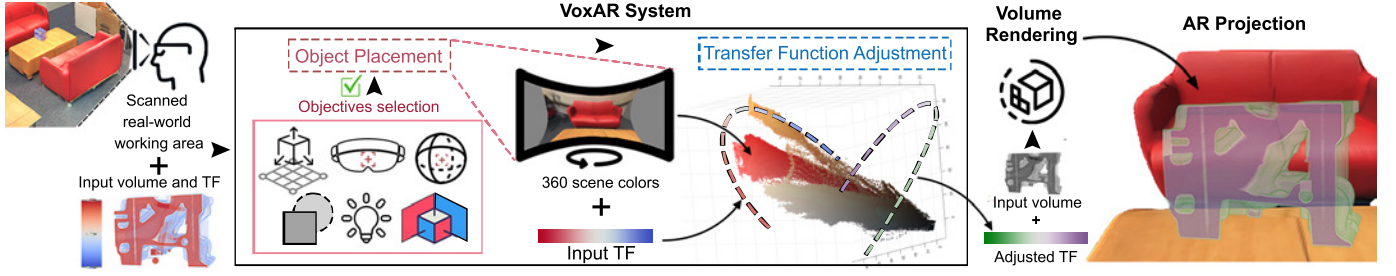 VoxAR System
Scanned
real-world
working area
+
Input volume and TF
Object Placement
Objectives selection
360 scene colors
+
Input TF
Transfer Function Adjustment
Volume
Rendering
Input volume
+
Adjusted TF
AR Projection